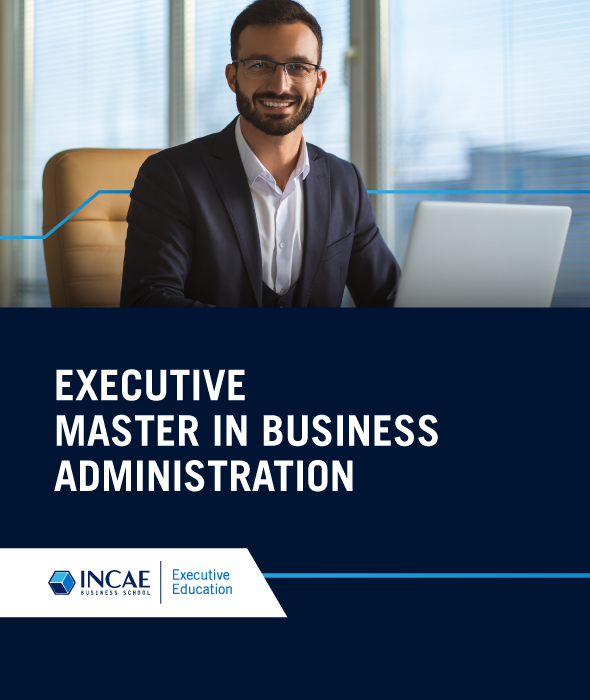 EXECUTIVE
MASTER IN BUSINESS
ADMINISTRATION
INCAE
BUSINESS SCHOOL
Executive
Education